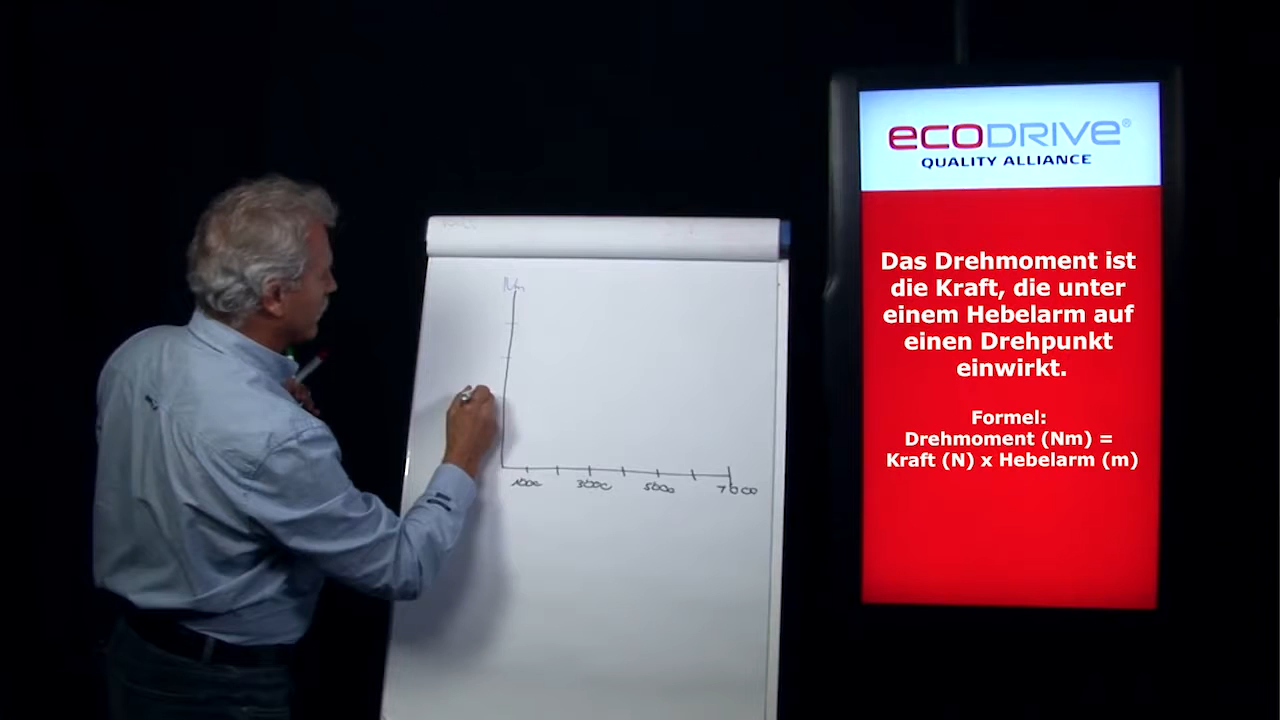 Nm
1000
3000
5000
7000
ecoDRIVE®
QUALITY ALLIANCE
Das Drehmoment ist
die Kraft, die unter
einem Hebelarm auf
einen Drehpunkt
einwirkt.
Formel:
Drehmoment (Nm) =
Kraft (N) x Hebelarm (m)